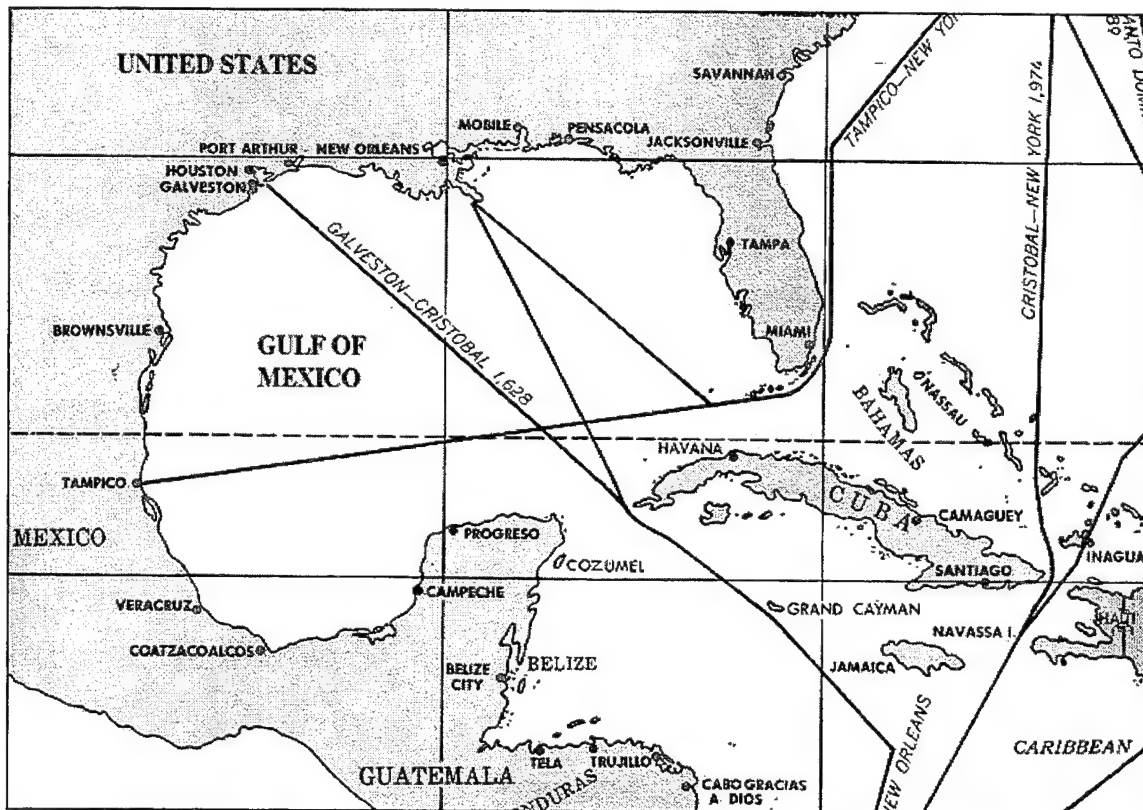 UNITED STATES
SAVANNAH
TAMPICO—NEW YOR
CRISTOBAL—NEW YORK 1,974
MOBILE
PENSACOLA
JACKSONVILLE
PORT ARTHUR
NEW ORLEANS
HOUSTON
GALVESTON
GALVESTON—CRISTOBAL 1,628
TAMPA
BROWNSVILLE
MIAMI
GULF OF
MEXICO
NASSAU
BAHAMAS
HAVANA
TAMPICO
CUBA
CAMAGUEY
MEXICO
PROGRESO
COZUMEL
INAGUA
SANTIAGO
CAMPECHE
VERACRUZ
GRAND CAYMAN
NAVASSA I.
HAITI
COATZACOALCOS
JAMAICA
BELIZE
CITY
BELIZE
NEW ORLEANS
CARIBBEAN
TELA
TRUJILLO
GUATEMALA
NDURAS
CABO GRACIAS
A DIOS